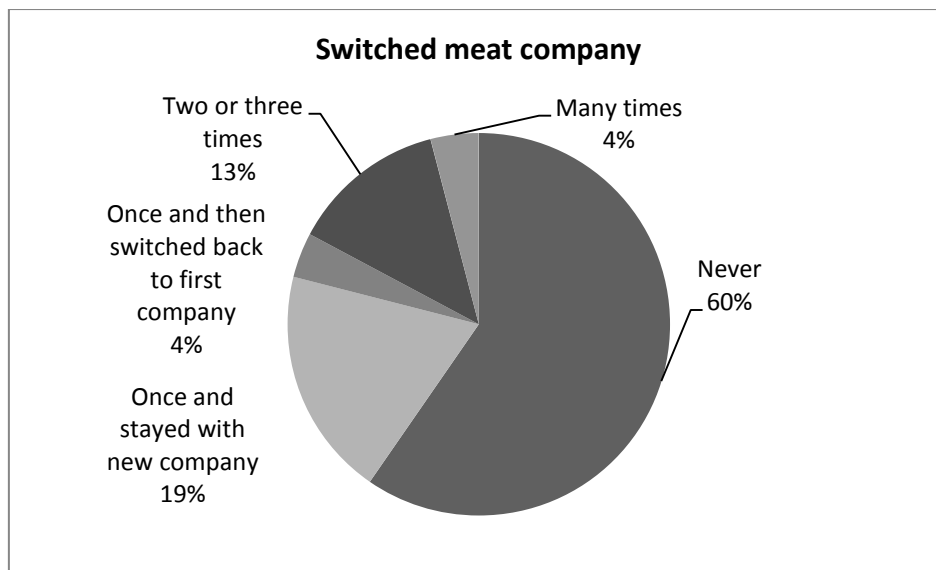 Switched meat company
Two or three
times
13%
Many times
4%
Once and then
switched back
to first
company
4%
Never
60%
Once and
stayed with
new company
19%